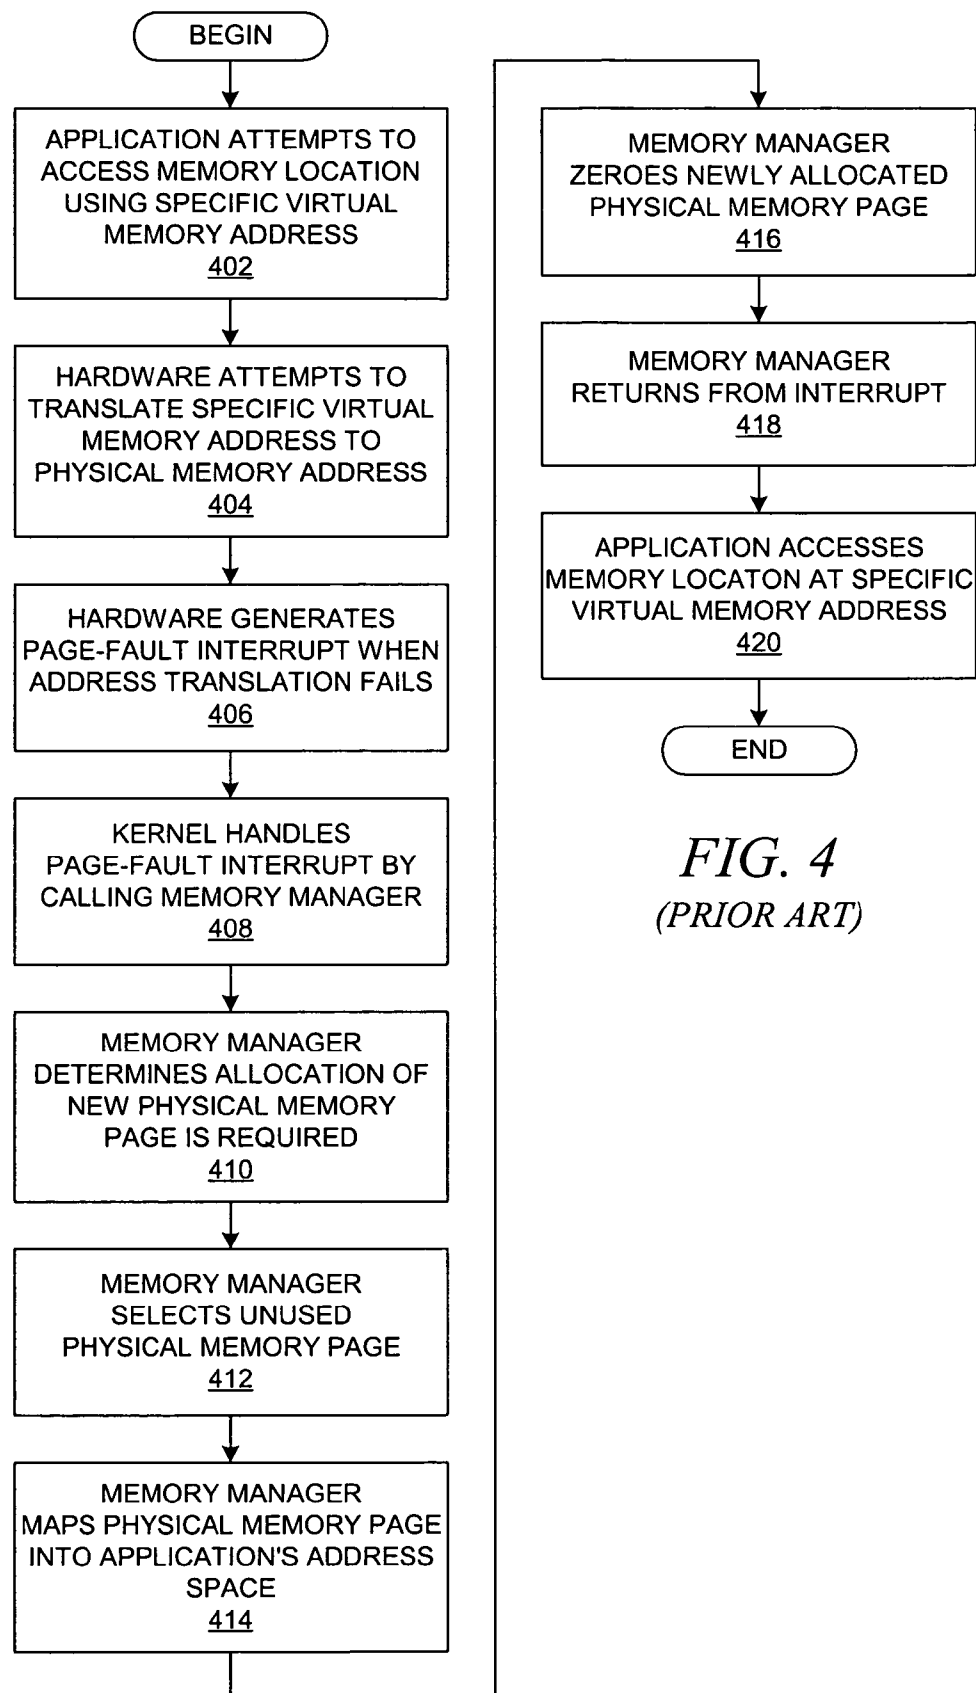 BEGIN
APPLICATION ATTEMPTS TO
ACCESS MEMORY LOCATION
USING SPECIFIC VIRTUAL
MEMORY ADDRESS
402
HARDWARE ATTEMPTS TO
TRANSLATE SPECIFIC VIRTUAL
MEMORY ADDRESS TO
PHYSICAL MEMORY ADDRESS
404
HARDWARE GENERATES
PAGE-FAULT INTERRUPT WHEN
ADDRESS TRANSLATION FAILS
406
KERNEL HANDLES
PAGE-FAULT INTERRUPT BY
CALLING MEMORY MANAGER
408
MEMORY MANAGER
DETERMINES ALLOCATION OF
NEW PHYSICAL MEMORY
PAGE IS REQUIRED
410
MEMORY MANAGER
SELECTS UNUSED
PHYSICAL MEMORY PAGE
412
MEMORY MANAGER
MAPS PHYSICAL MEMORY PAGE
INTO APPLICATION'S ADDRESS
SPACE
414
MEMORY MANAGER
ZEROES NEWLY ALLOCATED
PHYSICAL MEMORY PAGE
416
MEMORY MANAGER
RETURNS FROM INTERRUPT
418
APPLICATION ACCESSES
MEMORY LOCATON AT SPECIFIC
VIRTUAL MEMORY ADDRESS
420
END
FIG. 4
(PRIOR ART)